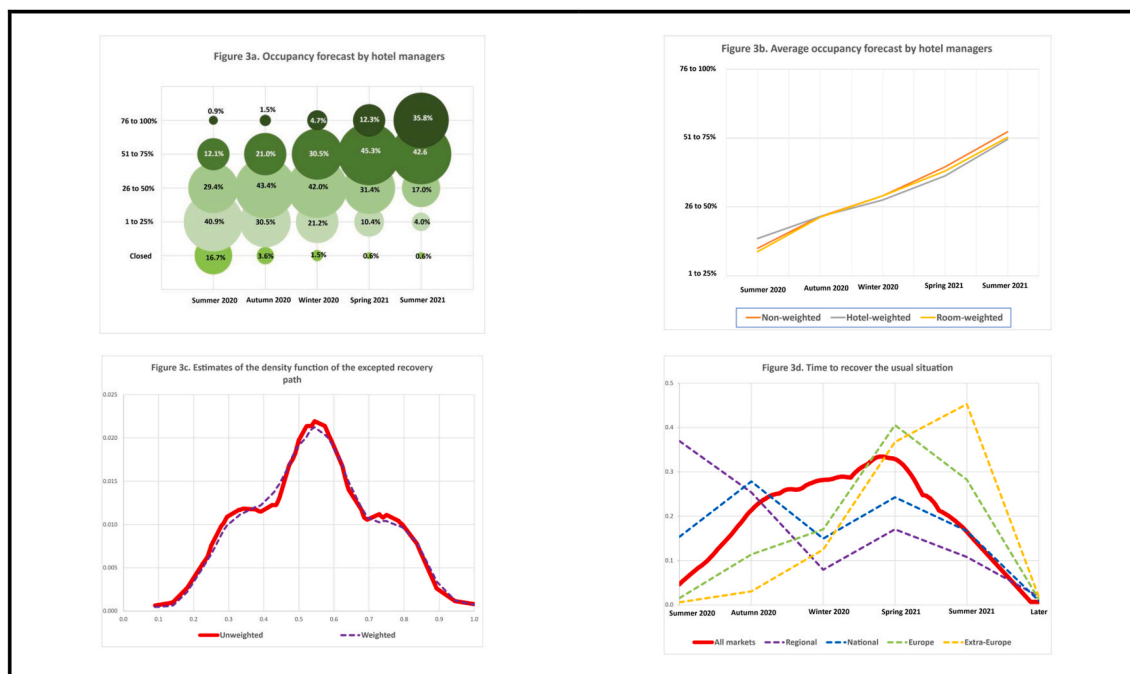 Figure 3a. Occupancy forecast by hotel managers
76 to 100%
0.9%
1.5%
4.7%
12.3%
35.8%
51 to 75%
12.1%
21.0%
30.5%
45.3%
42.6
26 to 50%
29.4%
43.4%
42.0%
31.4%
17.0%
1 to 25%
40.9%
30.5%
21.2%
10.4%
4.0%
Closed
16.7%
3.6%
1.5%
0.6%
0.6%
Summer 2020
Autumn 2020
Winter 2020
Spring 2021
Summer 2021
Figure 3b. Average occupancy forecast by hotel managers
76 to 100%
51 to 75%
26 to 50%
1 to 25%
Summer 2020
Autumn 2020
Winter 2020
Spring 2021
Summer 2021
Non-weighted
Hotel-weighted
Room-weighted
Figure 3c. Estimates of the density function of the excepted recovery
path
0.025
0.020
0.015
0.010
0.005
0.000
0.0
0.1
0.2
0.3
0.4
0.5
0.6
0.7
0.8
0.9
1.0
Unweighted
Weighted
Figure 3d. Time to recover the usual situation
0.5
0.4
0.3
0.2
0.1
0.0
Summer 2020
Autumn 2020
Winter 2020
Spring 2021
Summer 2021
Later
All markets
Regional
National
Europe
Extra-Europe